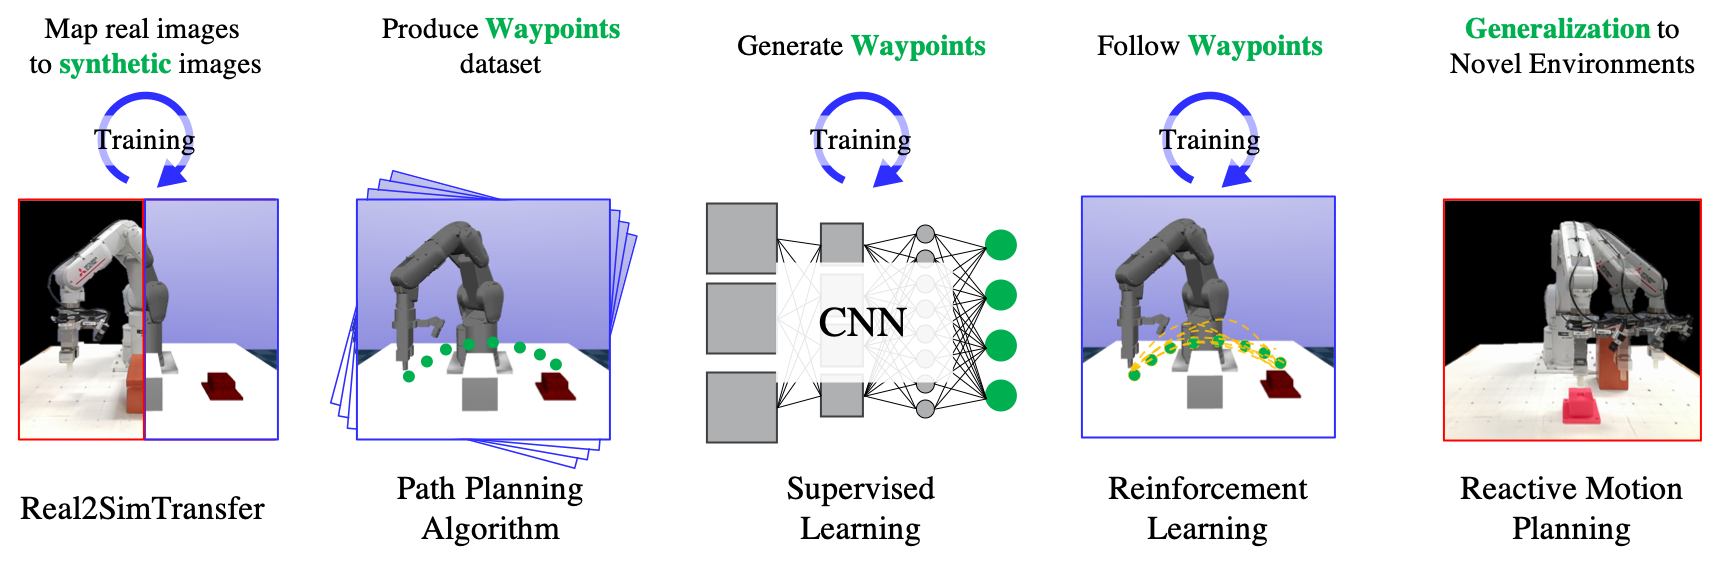 Map real images
to synthetic images
Training
Real2SimTransfer
Produce Waypoints
dataset
Path Planning
Algorithm
Generate Waypoints
Training
CNN
Supervised
Learning
Follow Waypoints
Training
Reinforcement
Learning
Generalization to
Novel Environments
Reactive Motion
Planning